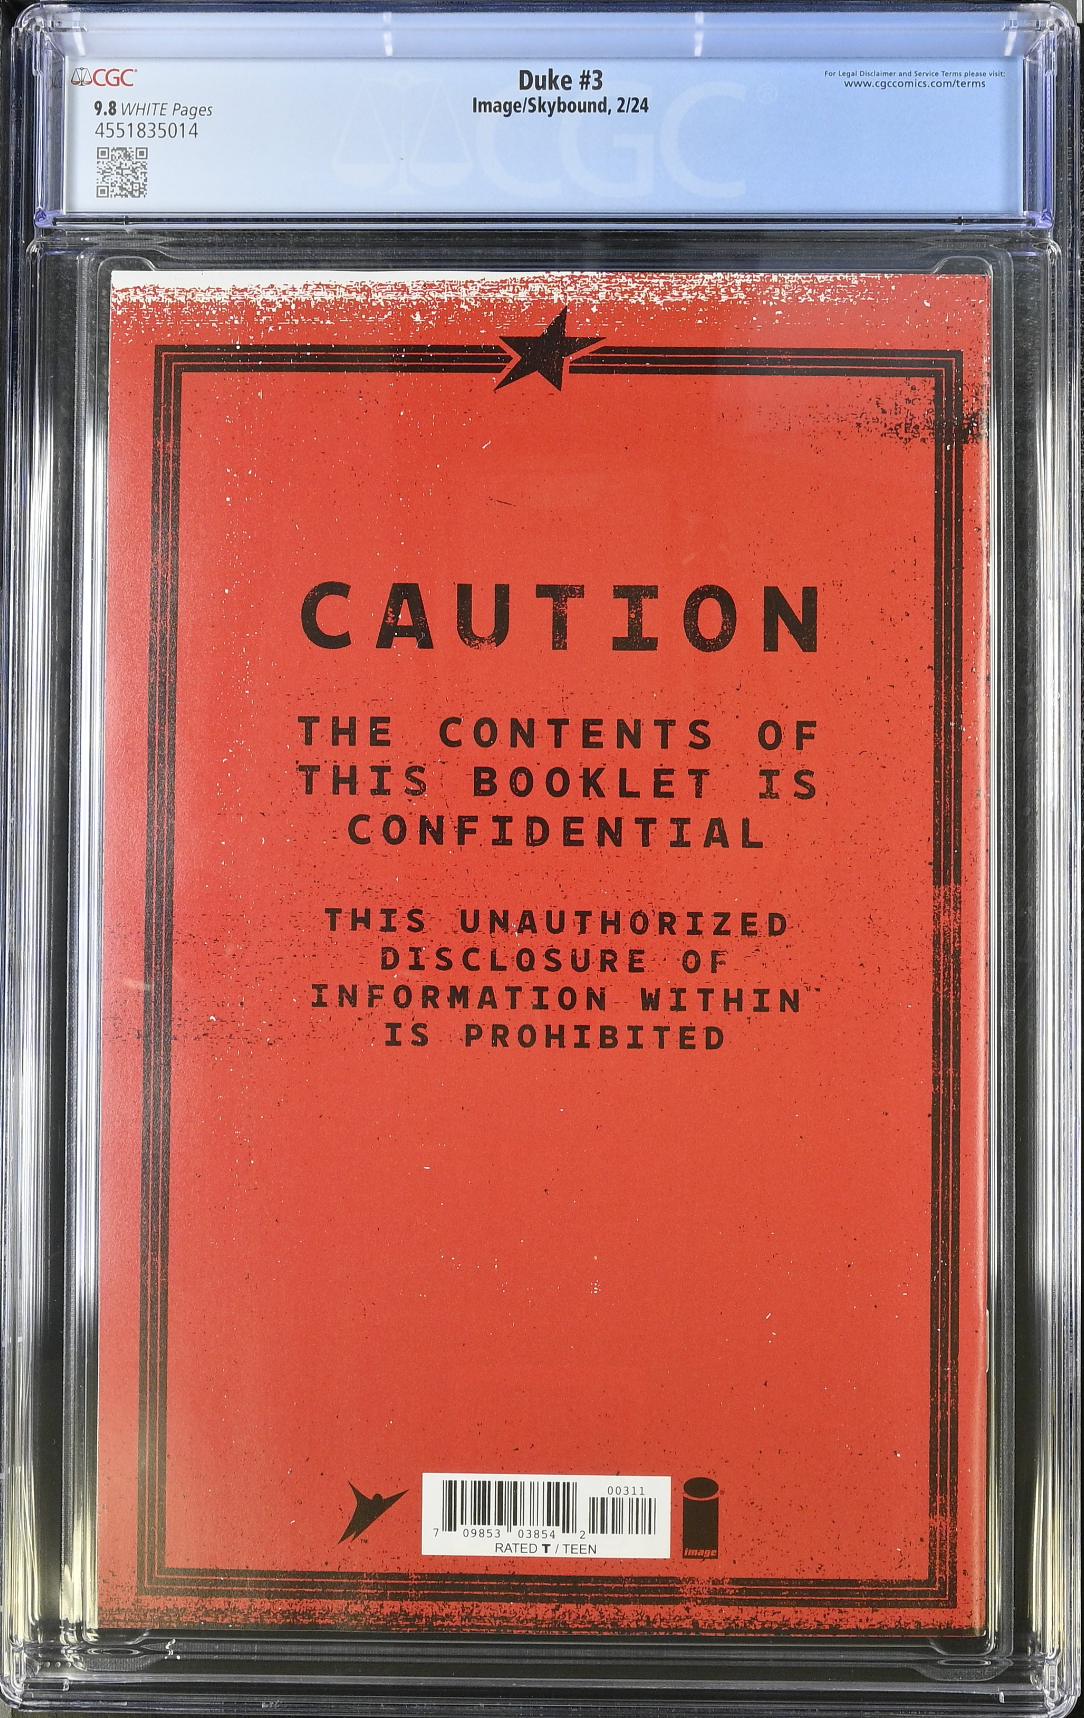 CGC
9.8 WHITE Pages
4551835014
Duke #3
Image/Skybound, 2/24
For Legal Disclaimer and Service Terms please visit:
www.cgccomics.com/terms
CGC
CAUTION
THE CONTENTS OF
THIS BOOKLET IS
CONFIDENTIAL
THIS UNAUTHORIZED
DISCLOSURE OF
INFORMATION WITHIN
IS PROHIBITED
00311
7 09853 03854 2
RATED T / TEEN
TM
image